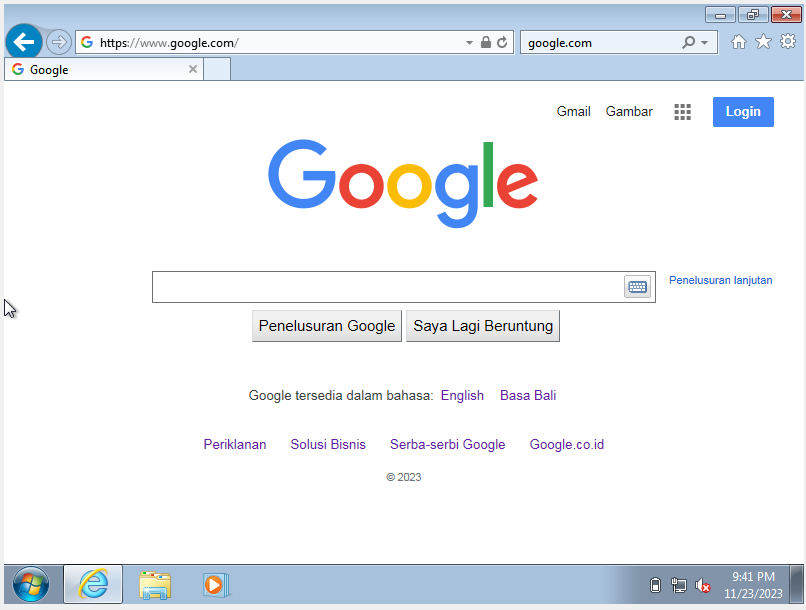 https://www.google.com/
google.com
Google
Gmail Gambar Login
Google
Penelusuran lanjutan
Penelusuran Google Saya Lagi Beruntung
Google tersedia dalam bahasa: English Basa Bali
Periklanan Solusi Bisnis Serba-serbi Google Google.co.id
© 2023
9:41 PM
11/23/2023